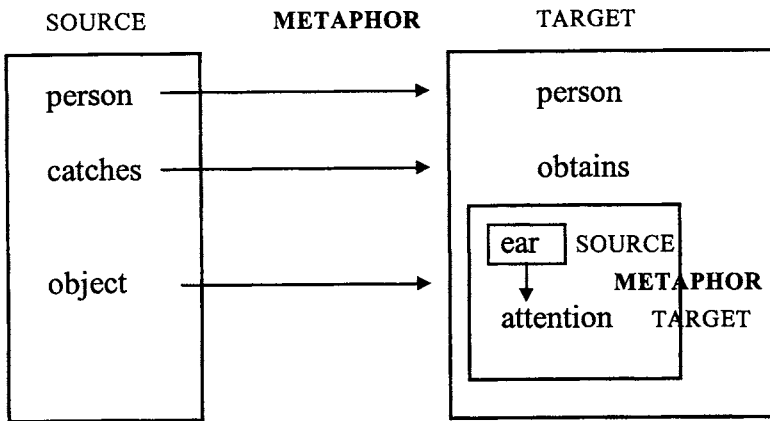 SOURCE METAPHOR TARGET
person person
catches obtains
ear SOURCE
object METAPHOR
attention TARGET